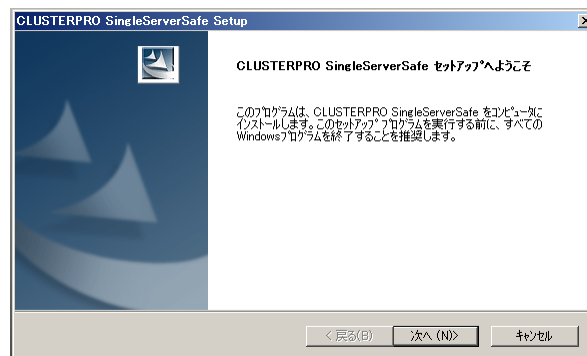 CLUSTERPRO SingleServerSafe Setup
CLUSTERPRO SingleServerSafe ｾｯﾄｱｯﾌﾟへようこそ
このﾌﾟﾛｸﾞﾗﾑは、CLUSTERPRO SingleServerSafe をｺﾝﾋﾟｭｰﾀに
ｲﾝｽﾄｰﾙします。このｾｯﾄｱｯﾌﾟ ﾌﾟﾛｸﾞﾗﾑを実行する前に、すべての
Windowsﾌﾟﾛｸﾞﾗﾑを終了することを推奨します。
< 戻る(B)
次へ (N)>
ｷｬﾝｾﾙ